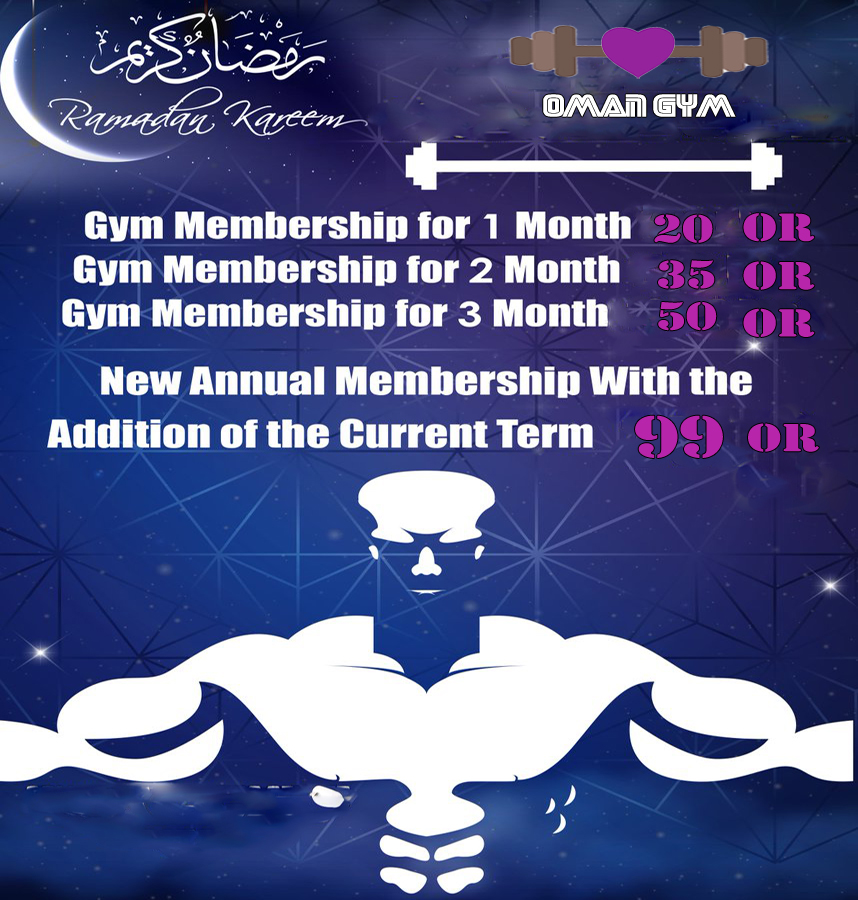 رمضان كريم
Ramadan Kareem
OMAN GYM
Gym Membership for 1 Month 20 OR
Gym Membership for 2 Month 35 OR
Gym Membership for 3 Month 50 OR
New Annual Membership With the
Addition of the Current Term 99 OR